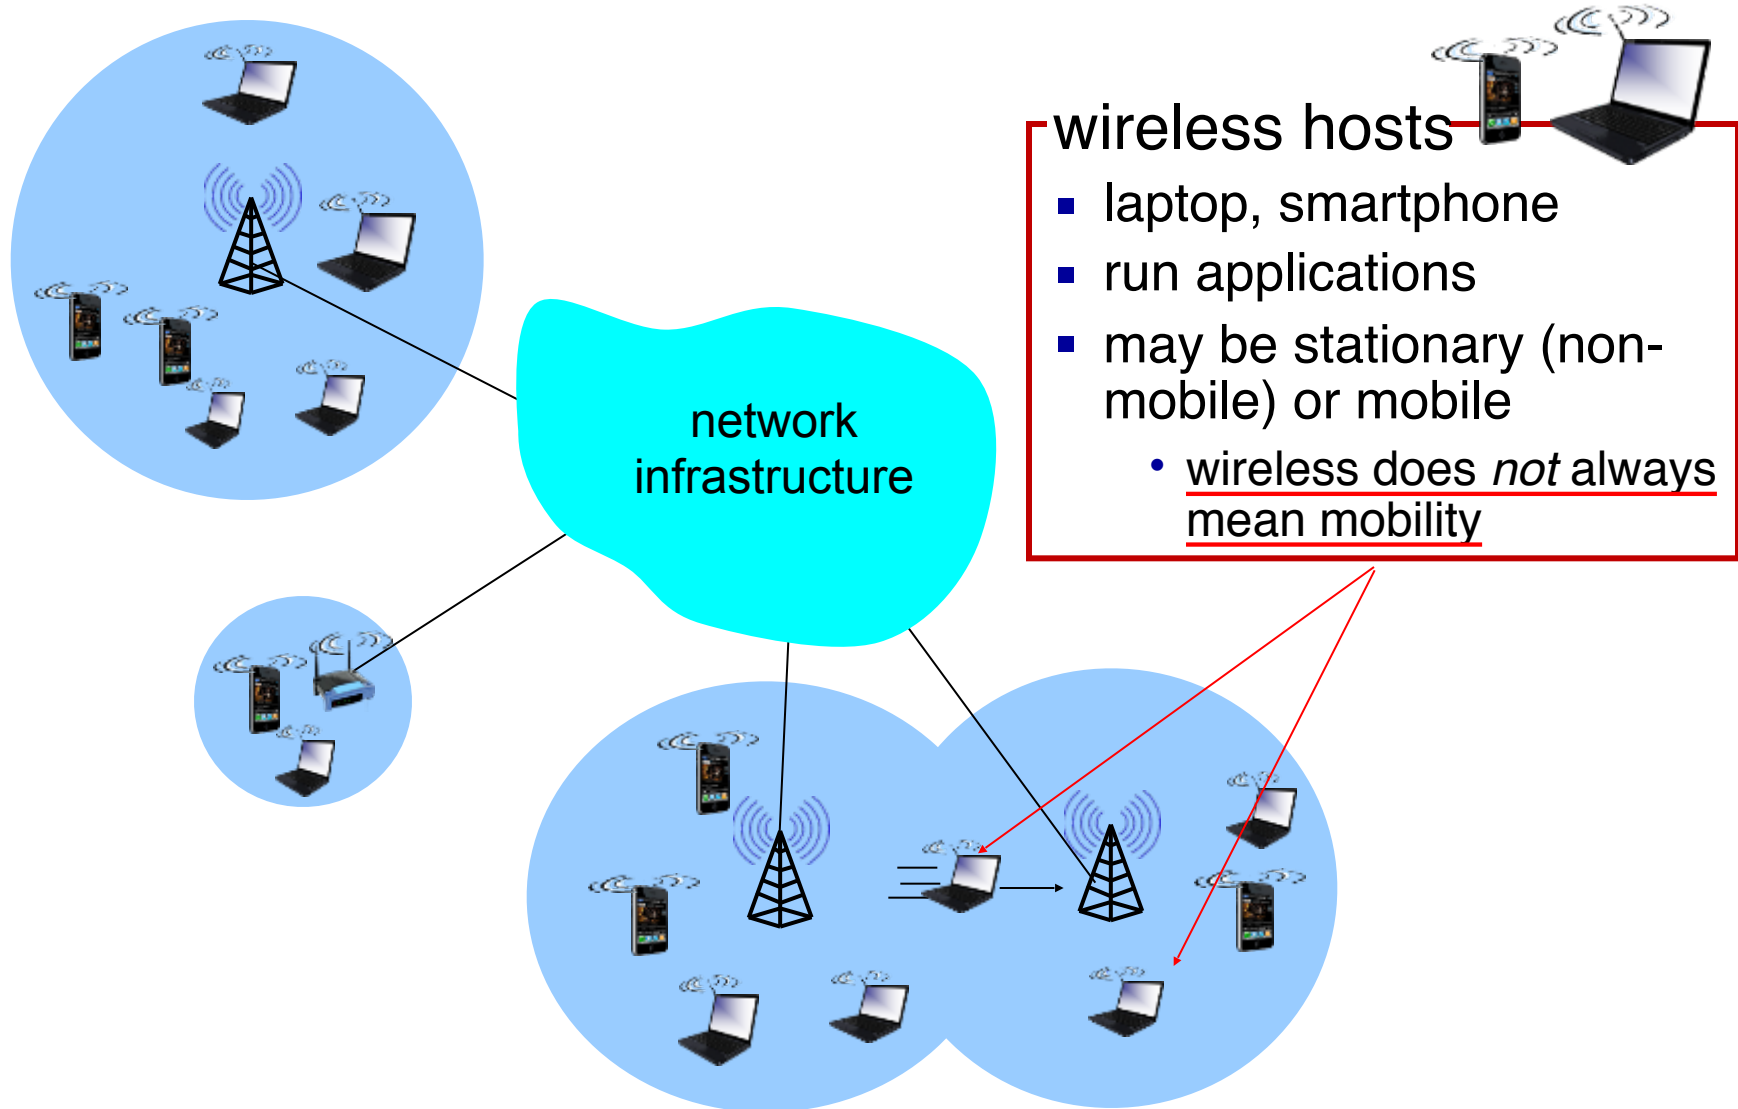 wireless hosts
laptop, smartphone
run applications
may be stationary (non-
mobile) or mobile
wireless does not always
mean mobility
network
infrastructure